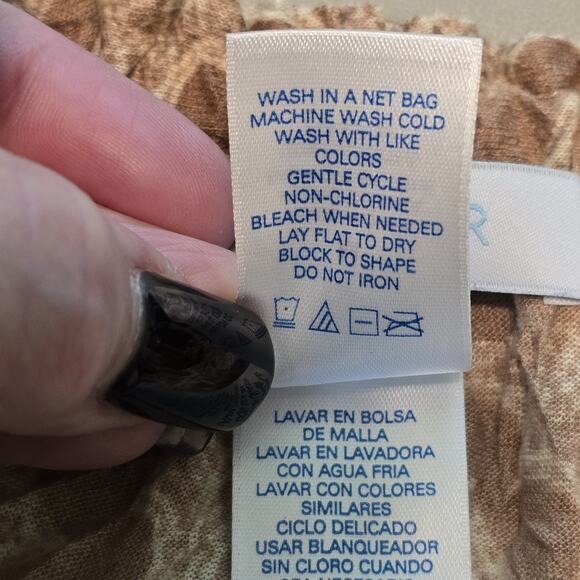 WASH IN A NET BAG
MACHINE WASH COLD
WASH WITH LIKE
COLORS
GENTLE CYCLE
NON-CHLORINE
BLEACH WHEN NEEDED
LAY FLAT TO DRY
BLOCK TO SHAPE
DO NOT IRON
R
LAVAR EN BOLSA
DE MALLA
LAVAR EN LAVADORA
CON AGUA FRIA
LAVAR CON COLORES
SIMILARES
CICLO DELICADO
USAR BLANQUEADOR
SIN CLORO CUANDO